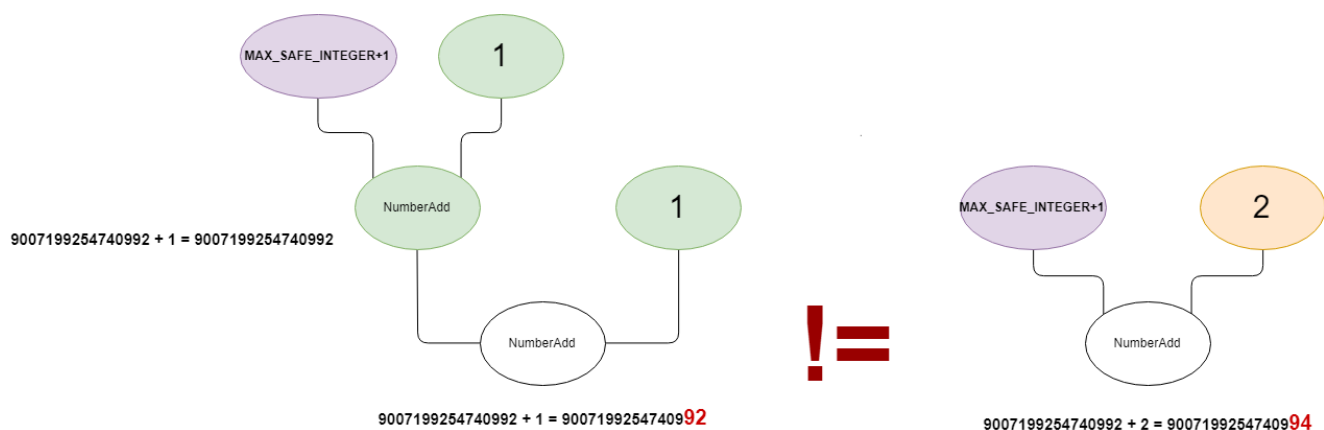 MAX_SAFE_INTEGER+1
1
NumberAdd
1
9007199254740992 + 1 = 9007199254740992
NumberAdd
9007199254740992 + 1 = 9007199254740992
!=
MAX_SAFE_INTEGER+1
2
NumberAdd
9007199254740992 + 2 = 9007199254740994